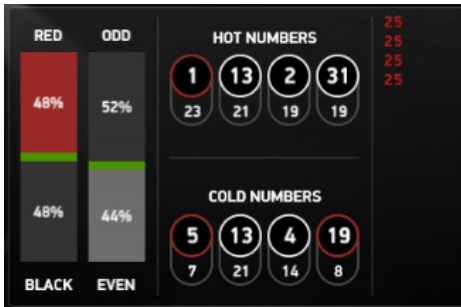 RED ODD
48% 52%
48% 44%
BLACK EVEN
HOT NUMBERS
1 13 2 31
23 21 19 19
COLD NUMBERS
5 13 4 19
7 21 14 8
25
25
25
25